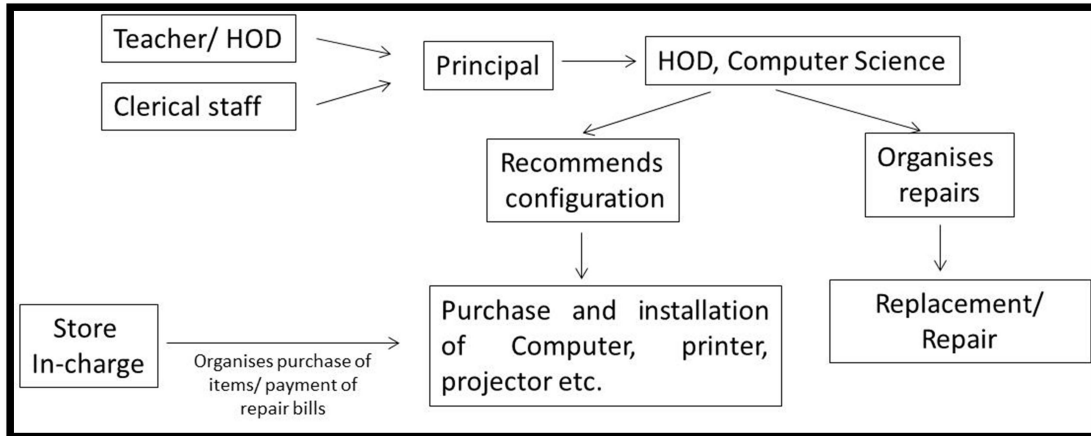 Teacher/ HOD
Clerical staff
Principal
HOD, Computer Science
Recommends
configuration
Organises
repairs
Store
In-charge
Organises purchase of
items/ payment of
repair bills
Purchase and installation
of Computer, printer,
projector etc.
Replacement/
Repair